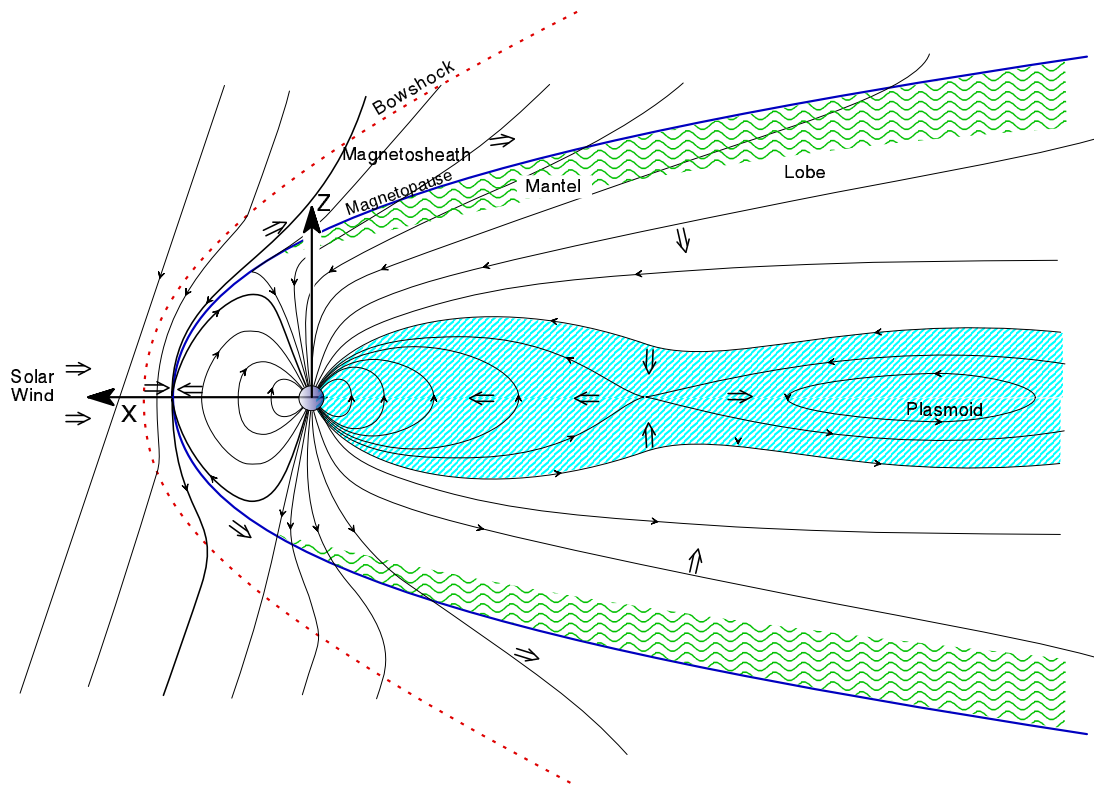 Bowshock
Magnetosheath
Magnetopause
Mantel
Lobe
Z
Solar
Wind
X
Plasmoid